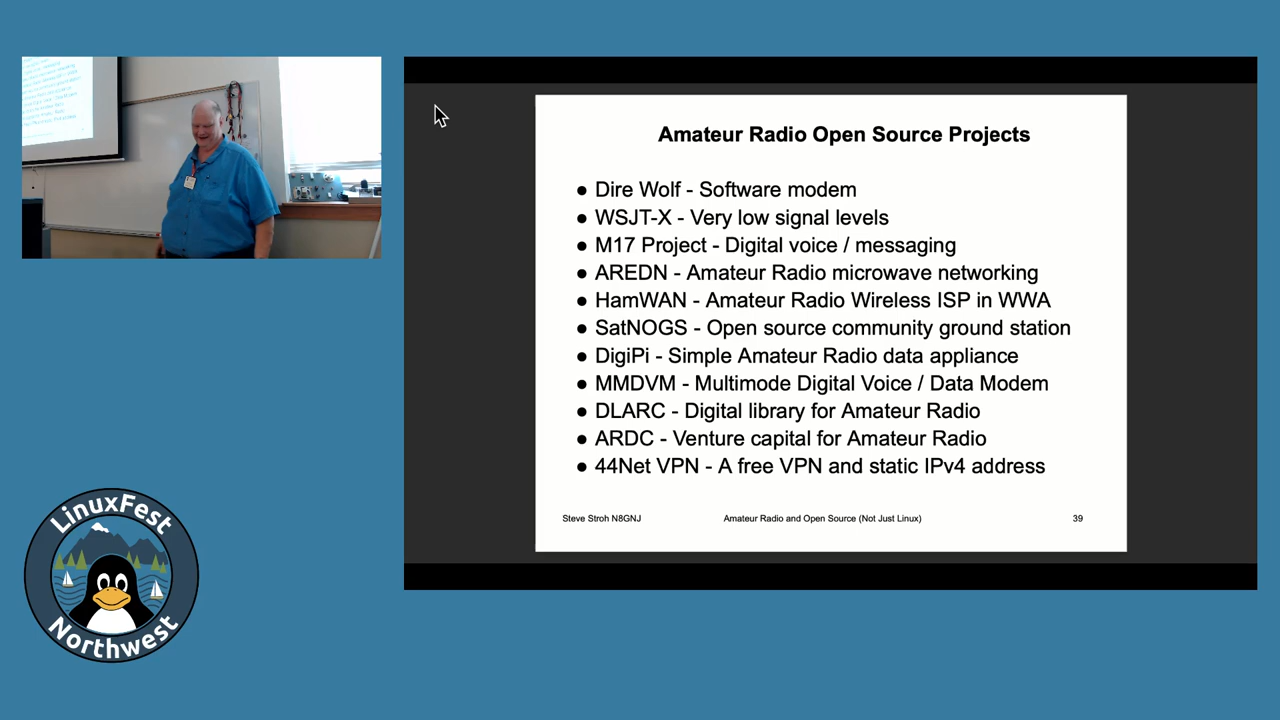 Amateur Radio Open Source Projects
● Dire Wolf - Software modem
● WSJT-X - Very low signal levels
● M17 Project - Digital voice / messaging
● AREDN - Amateur Radio microwave networking
● HamWAN - Amateur Radio Wireless ISP in WWA
● SatNOGS - Open source community ground station
● DigiPi - Simple Amateur Radio data appliance
● MMDVM - Multimode Digital Voice / Data Modem
● DLARC - Digital library for Amateur Radio
● ARDC - Venture capital for Amateur Radio
● 44Net VPN - A free VPN and static IPv4 address
Steve Stroh N8GNJ Amateur Radio and Open Source (Not Just Linux) 39
LinuxFest
Northwest